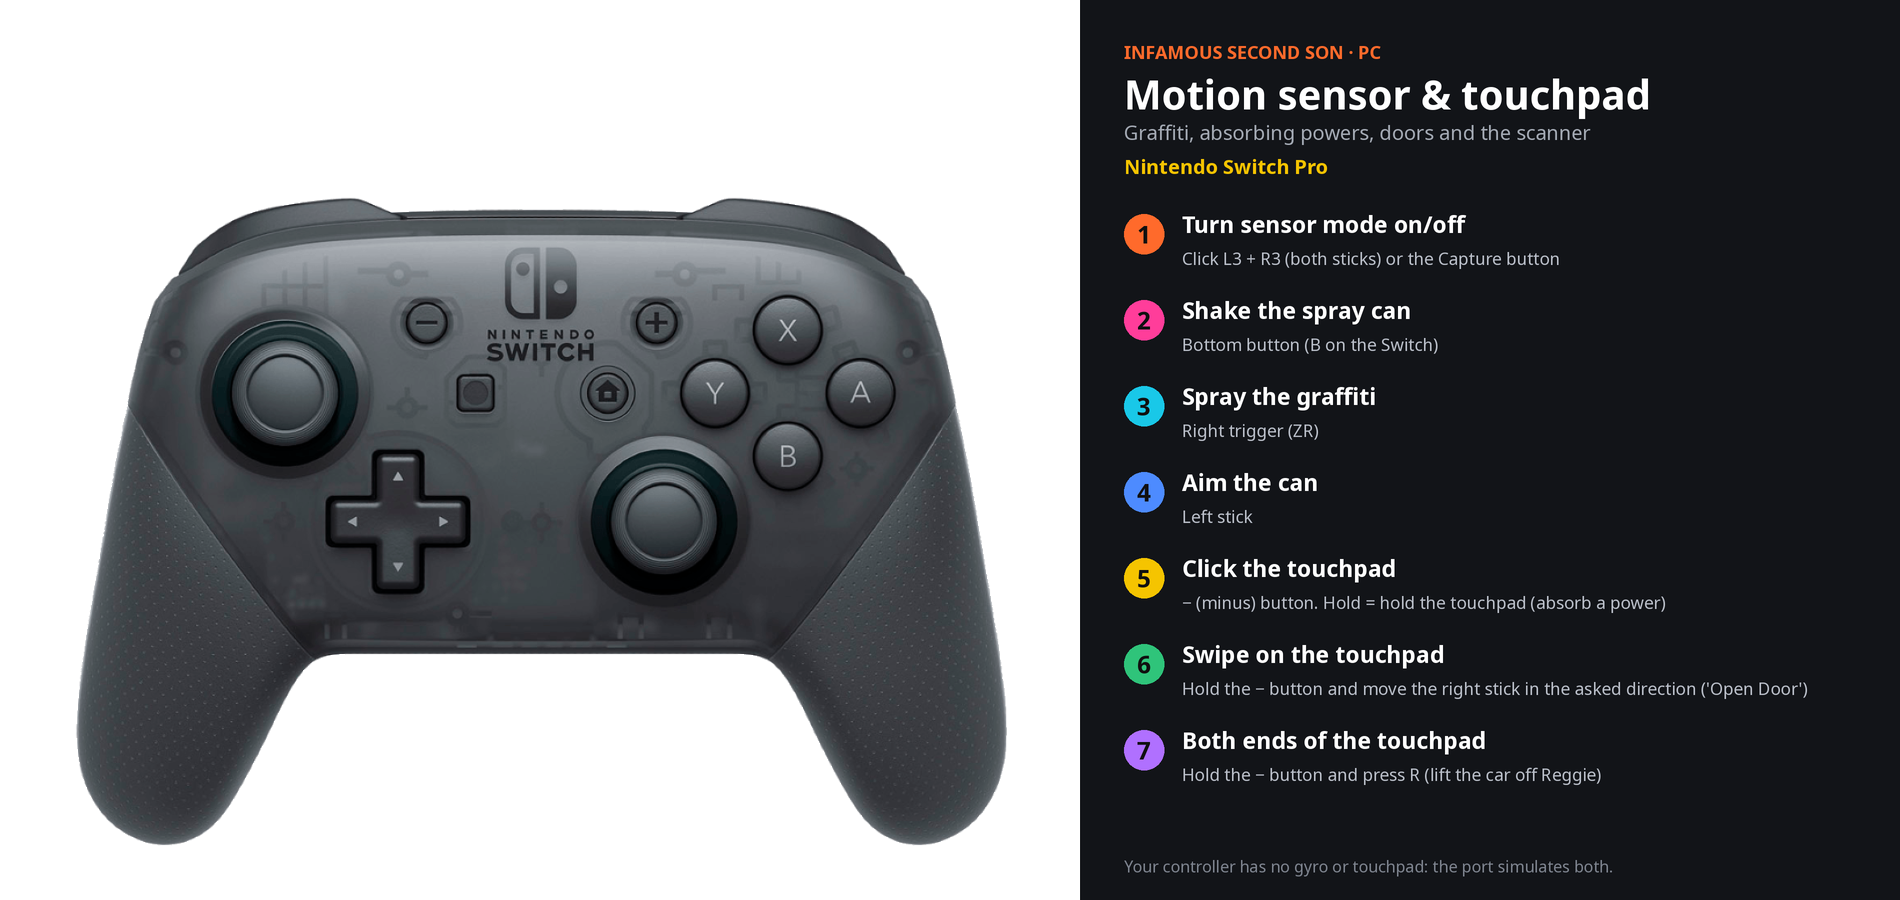 NINTENDO
SWITCH
X
Y
A
B
INFAMOUS SECOND SON · PC
Motion sensor & touchpad
Graffiti, absorbing powers, doors and the scanner
Nintendo Switch Pro
1
Turn sensor mode on/off
Click L3 + R3 (both sticks) or the Capture button
2
Shake the spray can
Bottom button (B on the Switch)
3
Spray the graffiti
Right trigger (ZR)
4
Aim the can
Left stick
5
Click the touchpad
− (minus) button. Hold = hold the touchpad (absorb a power)
6
Swipe on the touchpad
Hold the − button and move the right stick in the asked direction ('Open Door')
7
Both ends of the touchpad
Hold the − button and press R (lift the car off Reggie)
Your controller has no gyro or touchpad: the port simulates both.